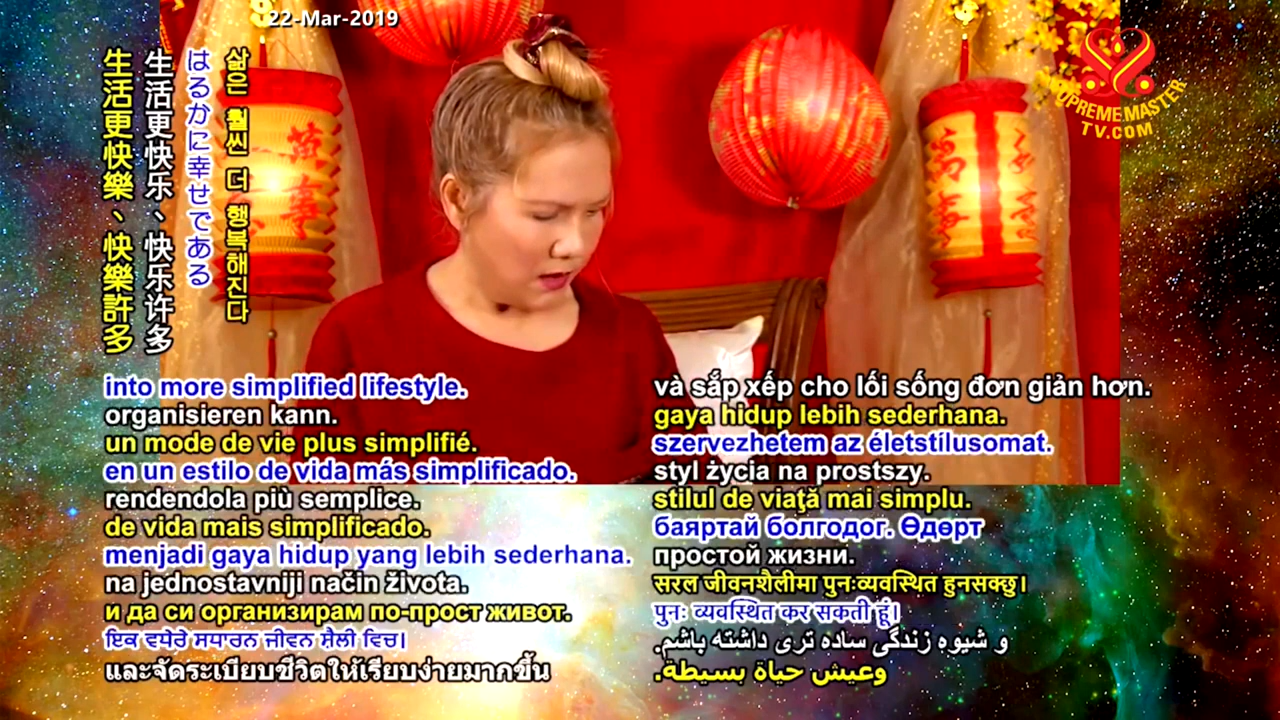 22-Mar-2019
SUPREME MASTER
TV.COM
삶은 훨씬 더 행복해진다
はるかに幸せである
生活更快乐、快乐许多
生活更快樂、快樂許多
萬事
萬壽
into more simplified lifestyle.
organisieren kann.
un mode de vie plus simplifié.
en un estilo de vida más simplificado.
rendendola più semplice.
de vida mais simplificado.
menjadi gaya hidup yang lebih sederhana.
na jednostavniji način života.
и да си организирам по-прост живот.
ਇਕ ਵਧੇਰੇ ਸਧਾਰਨ ਜੀਵਨ ਸ਼ੈਲੀ ਵਿਚ।
และจัดระเบียบชีวิตให้เรียบง่ายมากขึ้น
và sắp xếp cho lối sống đơn giản hơn.
gaya hidup lebih sederhana.
szervezhetem az életstílusomat.
styl życia na prostszy.
stilul de viaţă mai simplu.
баяртай болгодог. Өдөрт
простой жизни.
सरल जीवनशैलीमा पुनःव्यवस्थित हुनसक्छु।
पुनः व्यवस्थित कर सकती हूं।
و شیوه زندگی ساده تری داشته باشم.
وعيش حياة بسيطة.